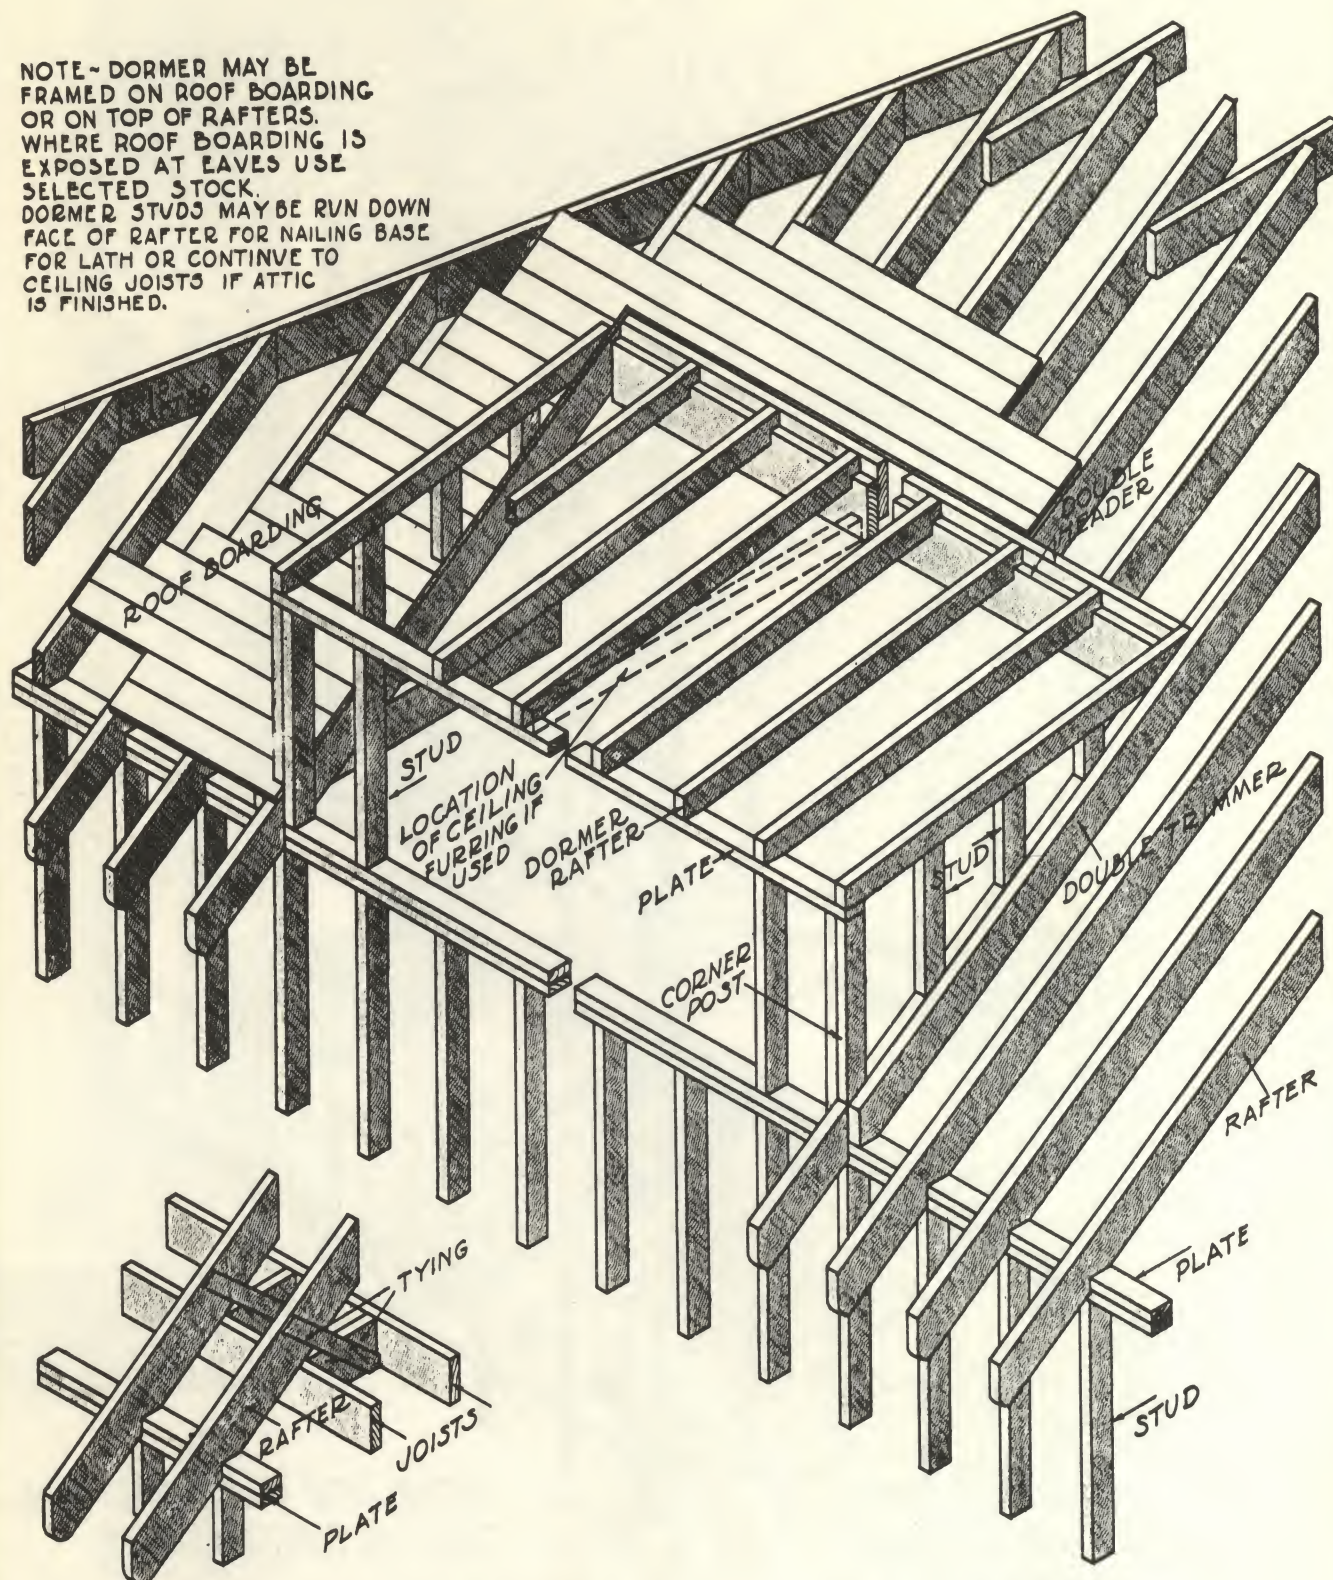 NOTE~DORMER MAY BE
FRAMED ON ROOF BOARDING
OR ON TOP OF RAFTERS.
WHERE ROOF BOARDING IS
EXPOSED AT EAVES USE
SELECTED STOCK.
DORMER STUDS MAY BE RUN DOWN
FACE OF RAFTER FOR NAILING BASE
FOR LATH OR CONTINUE TO
CEILING JOISTS IF ATTIC
IS FINISHED.
ROOF BOARDING
DOUBLE
HEADER
STUD
LOCATION
OF CEILING
FURRING IF
USED
DORMER
RAFTER
PLATE
STUD
DOUBLE TRIMMER
CORNER
POST
RAFTER
PLATE
STUD
TYING
RAFTER
JOISTS
PLATE